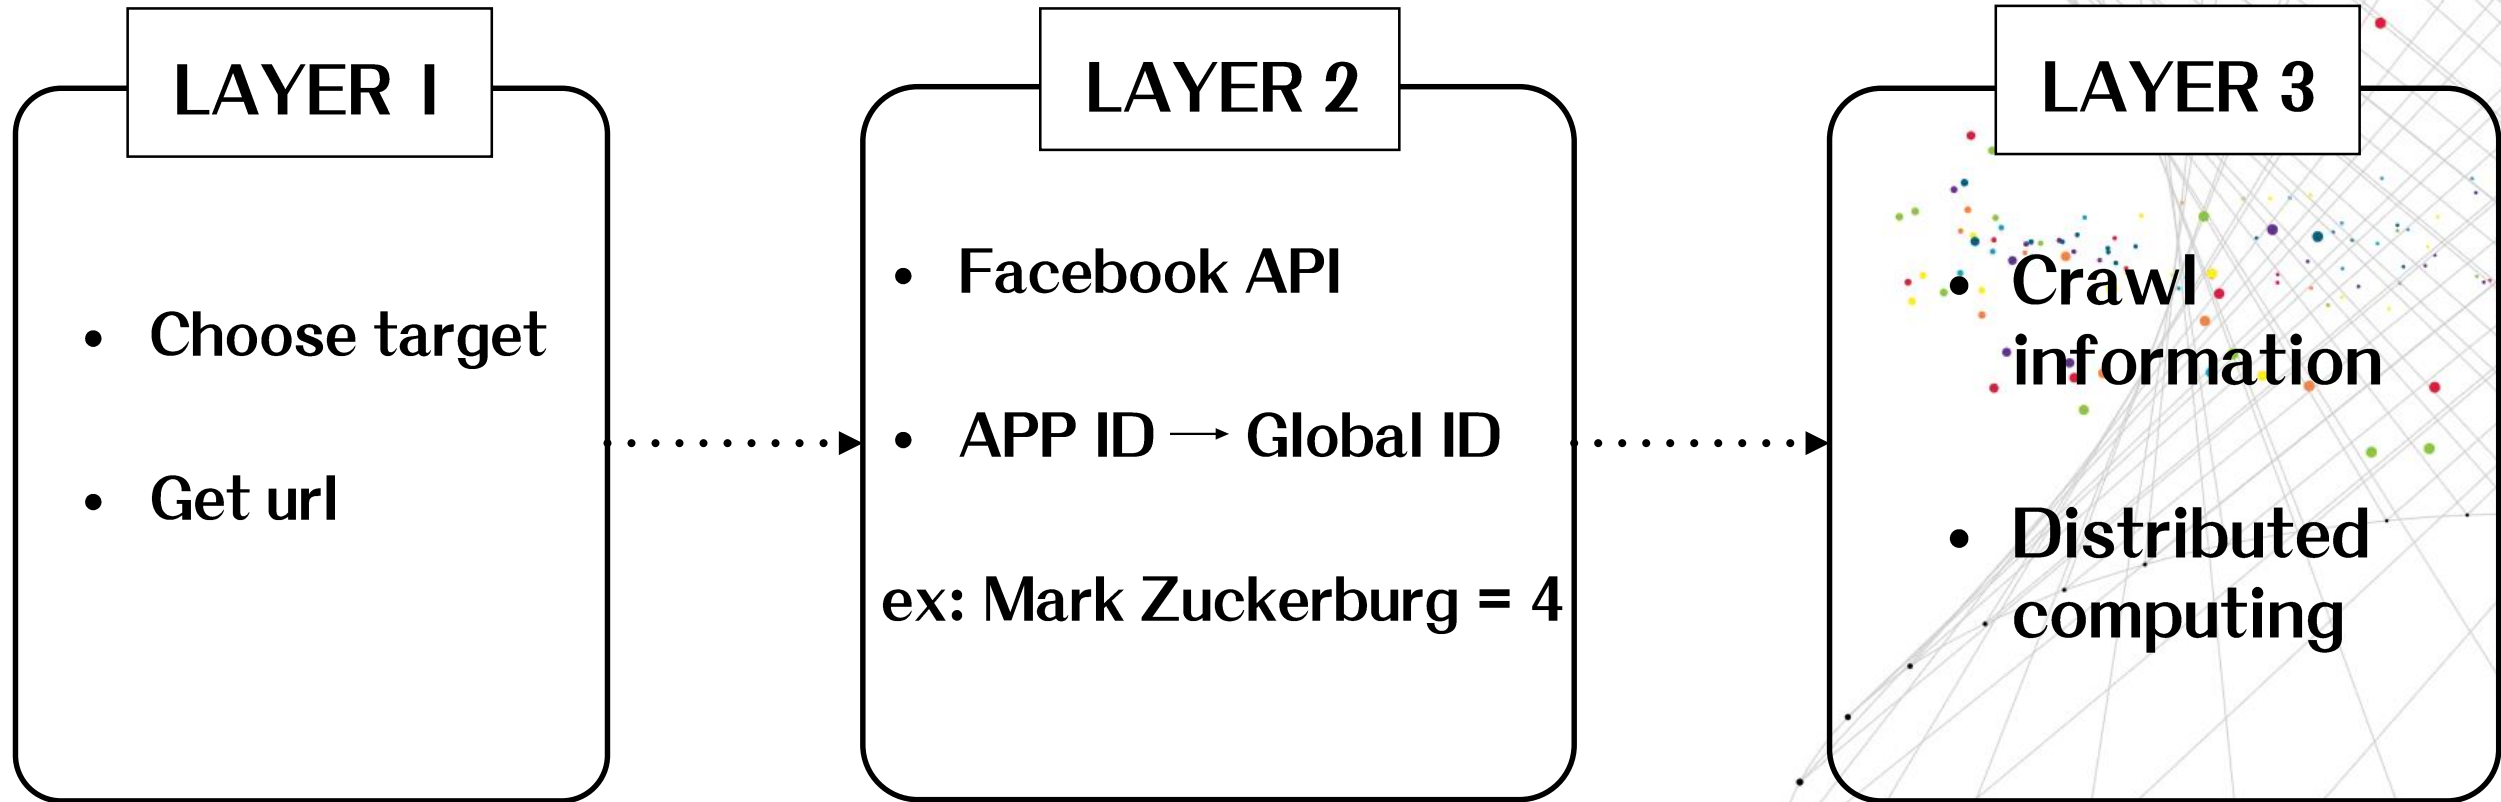 LAYER 1
• Choose target
• Get url
LAYER 2
• Facebook API
• APP ID → Global ID
ex: Mark Zuckerburg = 4
LAYER 3
• Crawl
information
• Distributed
computing